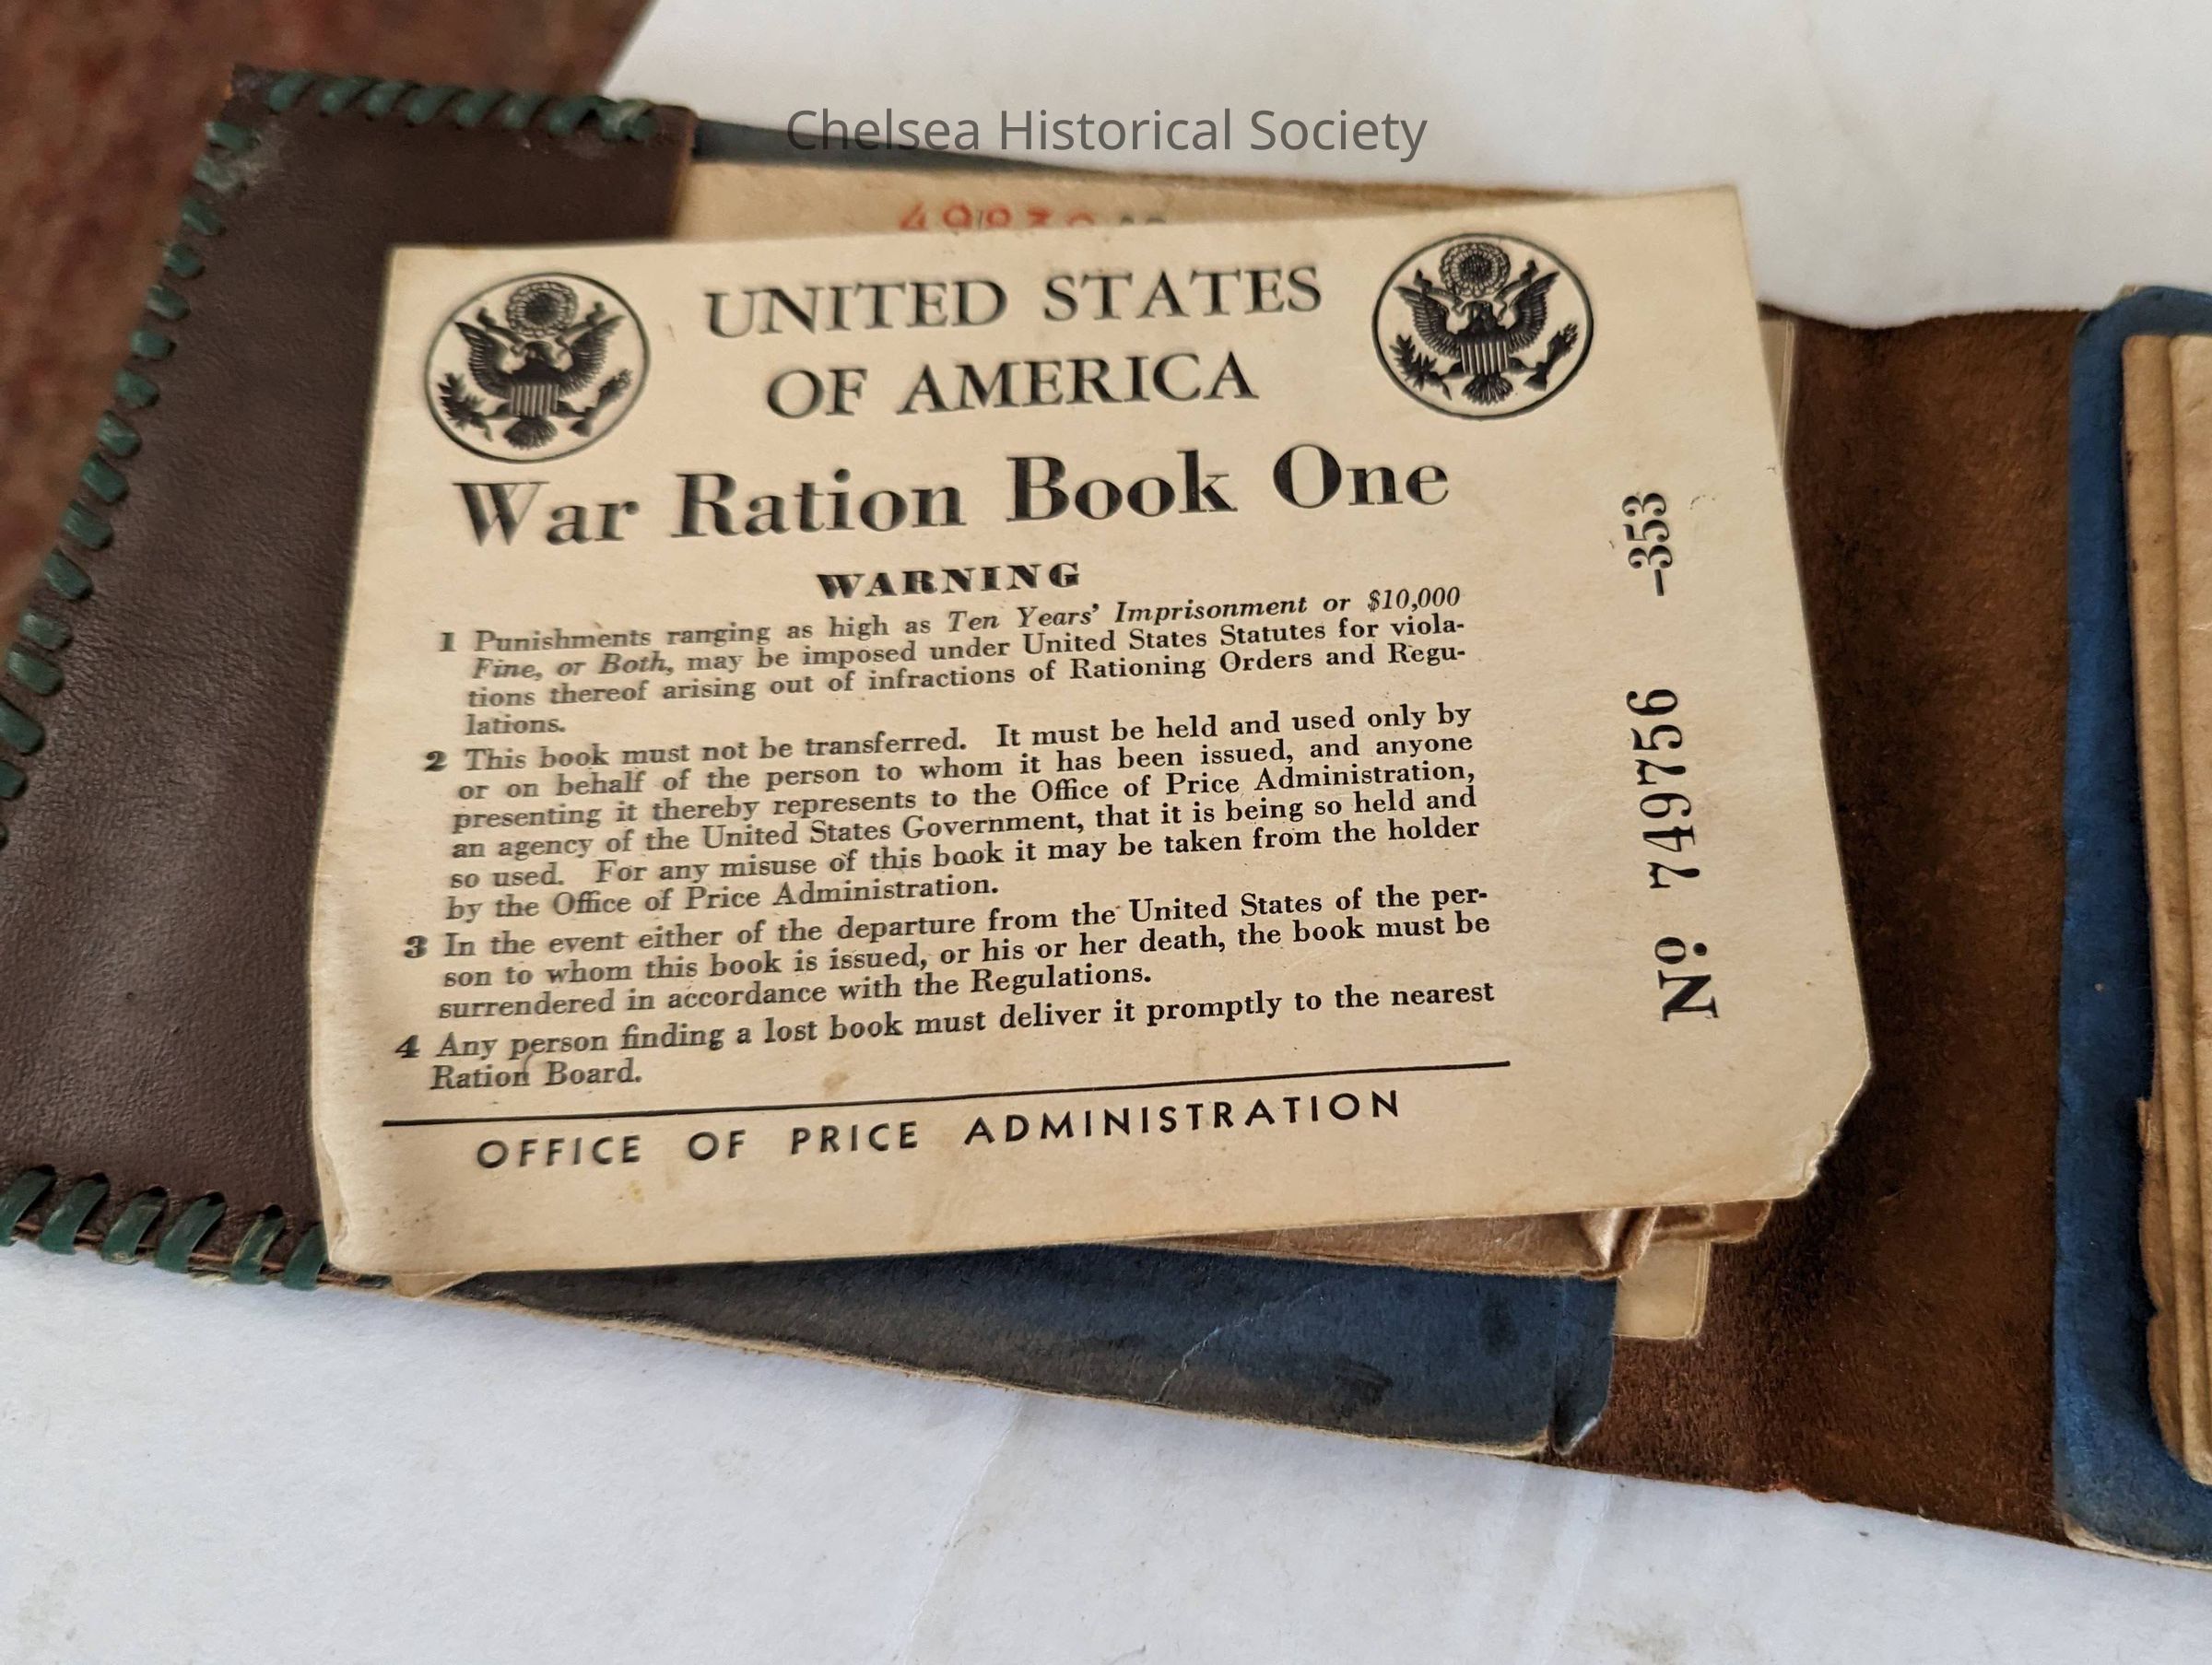 Chelsea Historical Society
UNITED STATES
OF AMERICA
War Ration Book One
WARNING
1 Punishments ranging as high as Ten Years' Imprisonment or $10,000
Fine, or Both, may be imposed under United States Statutes for viola-
tions thereof arising out of infractions of Rationing Orders and Regu-
lations.
2 This book must not be transferred. It must be held and used only by
or on behalf of the person to whom it has been issued, and anyone
presenting it thereby represents to the Office of Price Administration,
an agency of the United States Government, that it is being so held and
so used. For any misuse of this book it may be taken from the holder
by the Office of Price Administration.
3 In the event either of the departure from the United States of the per-
son to whom this book is issued, or his or her death, the book must be
surrendered in accordance with the Regulations.
4 Any person finding a lost book must deliver it promptly to the nearest
Ration Board.
OFFICE OF PRICE ADMINISTRATION
Nº 749756 -353